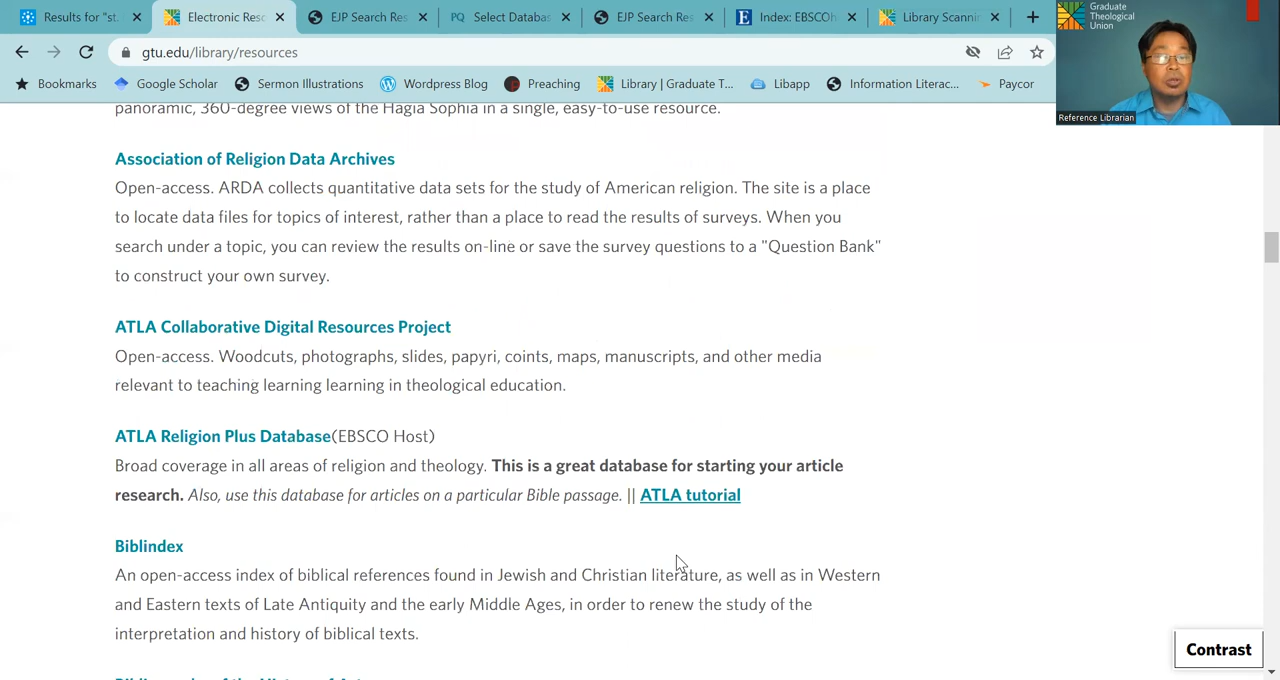 Results for "st
Electronic Reso
EJP Search Res
Select Databas
EJP Search Res
Index: EBSCOh
Library Scannin
gtu.edu/library/resources
Bookmarks
Google Scholar
Sermon Illustrations
Wordpress Blog
Preaching
Library | Graduate T...
Libapp
Information Literac...
Paycor
Graduate
Theological
Union
Reference Librarian
panoramic, 360-degree views of the Hagia Sophia in a single, easy-to-use resource.
Association of Religion Data Archives
Open-access. ARDA collects quantitative data sets for the study of American religion. The site is a place
to locate data files for topics of interest, rather than a place to read the results of surveys. When you
search under a topic, you can review the results on-line or save the survey questions to a "Question Bank"
to construct your own survey.
ATLA Collaborative Digital Resources Project
Open-access. Woodcuts, photographs, slides, papyri, coints, maps, manuscripts, and other media
relevant to teaching learning learning in theological education.
ATLA Religion Plus Database(EBSCO Host)
Broad coverage in all areas of religion and theology. This is a great database for starting your article
research. Also, use this database for articles on a particular Bible passage. || ATLA tutorial
Biblindex
An open-access index of biblical references found in Jewish and Christian literature, as well as in Western
and Eastern texts of Late Antiquity and the early Middle Ages, in order to renew the study of the
interpretation and history of biblical texts.
Contrast